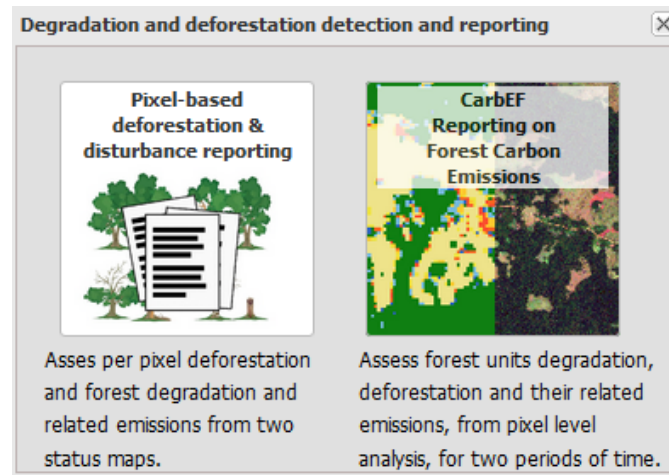 Degradation and deforestation detection and reporting
Pixel-based
deforestation &
disturbance reporting
CarbEF
Reporting on
Forest Carbon
Emissions
Asses per pixel deforestation
and forest degradation and
related emissions from two
status maps.
Assess forest units degradation,
deforestation and their related
emissions, from pixel level
analysis, for two periods of time.